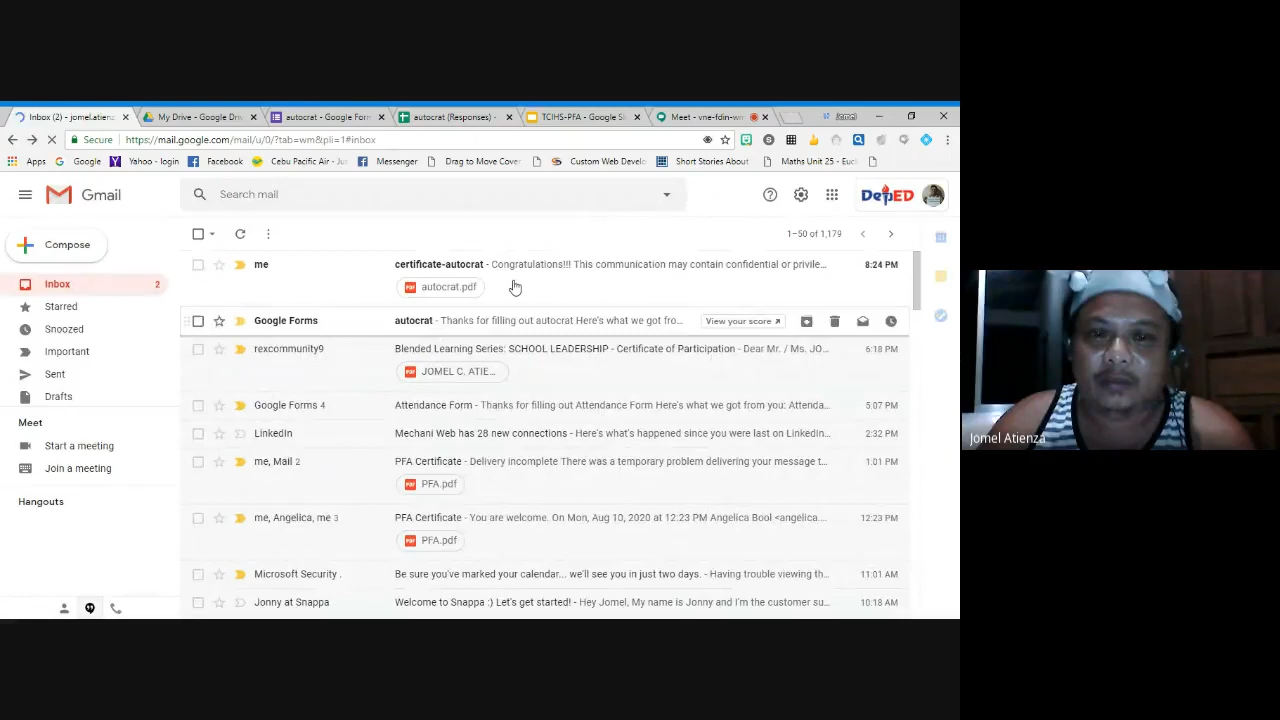 Inbox (2) - jomel.atienz
My Drive - Google Driv
autocrat - Google Form
autocrat (Responses) -
TCIHS-PFA - Google Sl
Meet - vne-fdin-wm
Jomel
Secure
https://mail.google.com/mail/u/0/?tab=wm&pli=1#inbox
Apps
Google
Yahoo - login
Facebook
Cebu Pacific Air - Ju
Messenger
Drag to Move Cover
Custom Web Develo
Short Stories About
Maths Unit 25 - Eucl
Gmail
Search mail
DepED
Compose
1–50 of 1,179
Inbox 2
Starred
Snoozed
Important
Sent
Drafts
Meet
Start a meeting
Join a meeting
Hangouts
me certificate-autocrat - Congratulations!!! This communication may contain confidential or privile... 8:24 PM
PDF autocrat.pdf
Google Forms autocrat - Thanks for filling out autocrat Here's what we got fro... View your score
rexcommunity9 Blended Learning Series: SCHOOL LEADERSHIP - Certificate of Participation - Dear Mr. / Ms. JO... 6:18 PM
PDF JOMEL C. ATIE...
Google Forms 4 Attendance Form - Thanks for filling out Attendance Form Here's what we got from you: Attenda... 5:07 PM
LinkedIn Mechani Web has 28 new connections - Here's what's happened since you were last on LinkedIn... 2:32 PM
me, Mail 2 PFA Certificate - Delivery incomplete There was a temporary problem delivering your message t... 1:01 PM
PDF PFA.pdf
me, Angelica, me 3 PFA Certificate - You are welcome. On Mon, Aug 10, 2020 at 12:23 PM Angelica Bool <angelica.... 12:23 PM
PDF PFA.pdf
Microsoft Security . Be sure you've marked your calendar... we'll see you in just two days. - Having trouble viewing th... 11:01 AM
Jonny at Snappa Welcome to Snappa :) Let's get started! - Hey Jomel, My name is Jonny and I'm the customer su... 10:18 AM
Jomel Atienza